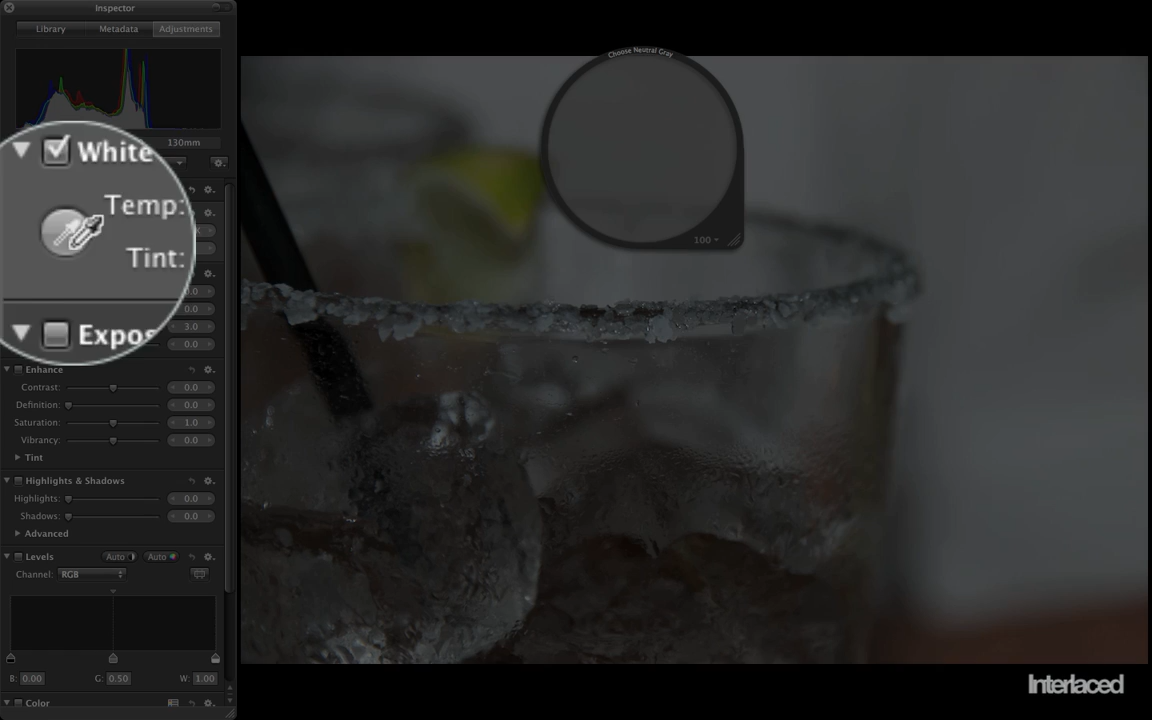 Inspector
Library Metadata Adjustments
Choose Neutral Gray
130mm
White
Temp:
Tint:
100
Expos
.0
0.0
3.0
0.0
Enhance
Contrast: 0.0
Definition: 0.0
Saturation: 1.0
Vibrancy: 0.0
Tint
Highlights & Shadows
Highlights: 0.0
Shadows: 0.0
Advanced
Levels Auto Auto
Channel: RGB
B: 0.00 G: 0.50 W: 1.00
Color
Interlaced